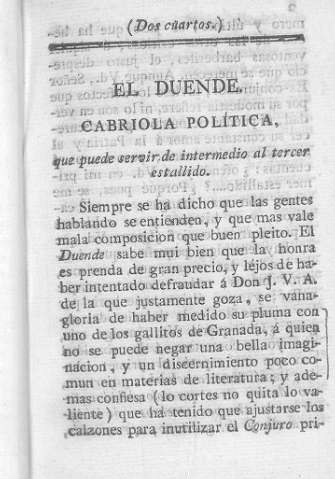 (Dos cuartos.)
EL DUENDE.
CABRIOLA POLÍTICA,
que puede servir de intermedio al tercer
estallido.
Siempre se ha dicho que las gentes
hablando se entienden, y que mas vale
mala composicion que buen pleito. El
Duende sabe mui bien que la honra
es prenda de gran precio, y léjos de ha-
ber intentado defraudar á Don J. V. A.
de la que justamente goza, se vana-
gloria de haber medido su pluma con
uno de los gallitos de Granada, á quien
no se puede negar una bella imagi-
nacion, y un discernimiento poco co-
mun en materias de literatura; y ade-
mas confiesa (lo cortes no quita lo va-
liente) que ha tenido que ajustarse los
calzones para inutilizar el Conjuro pri-